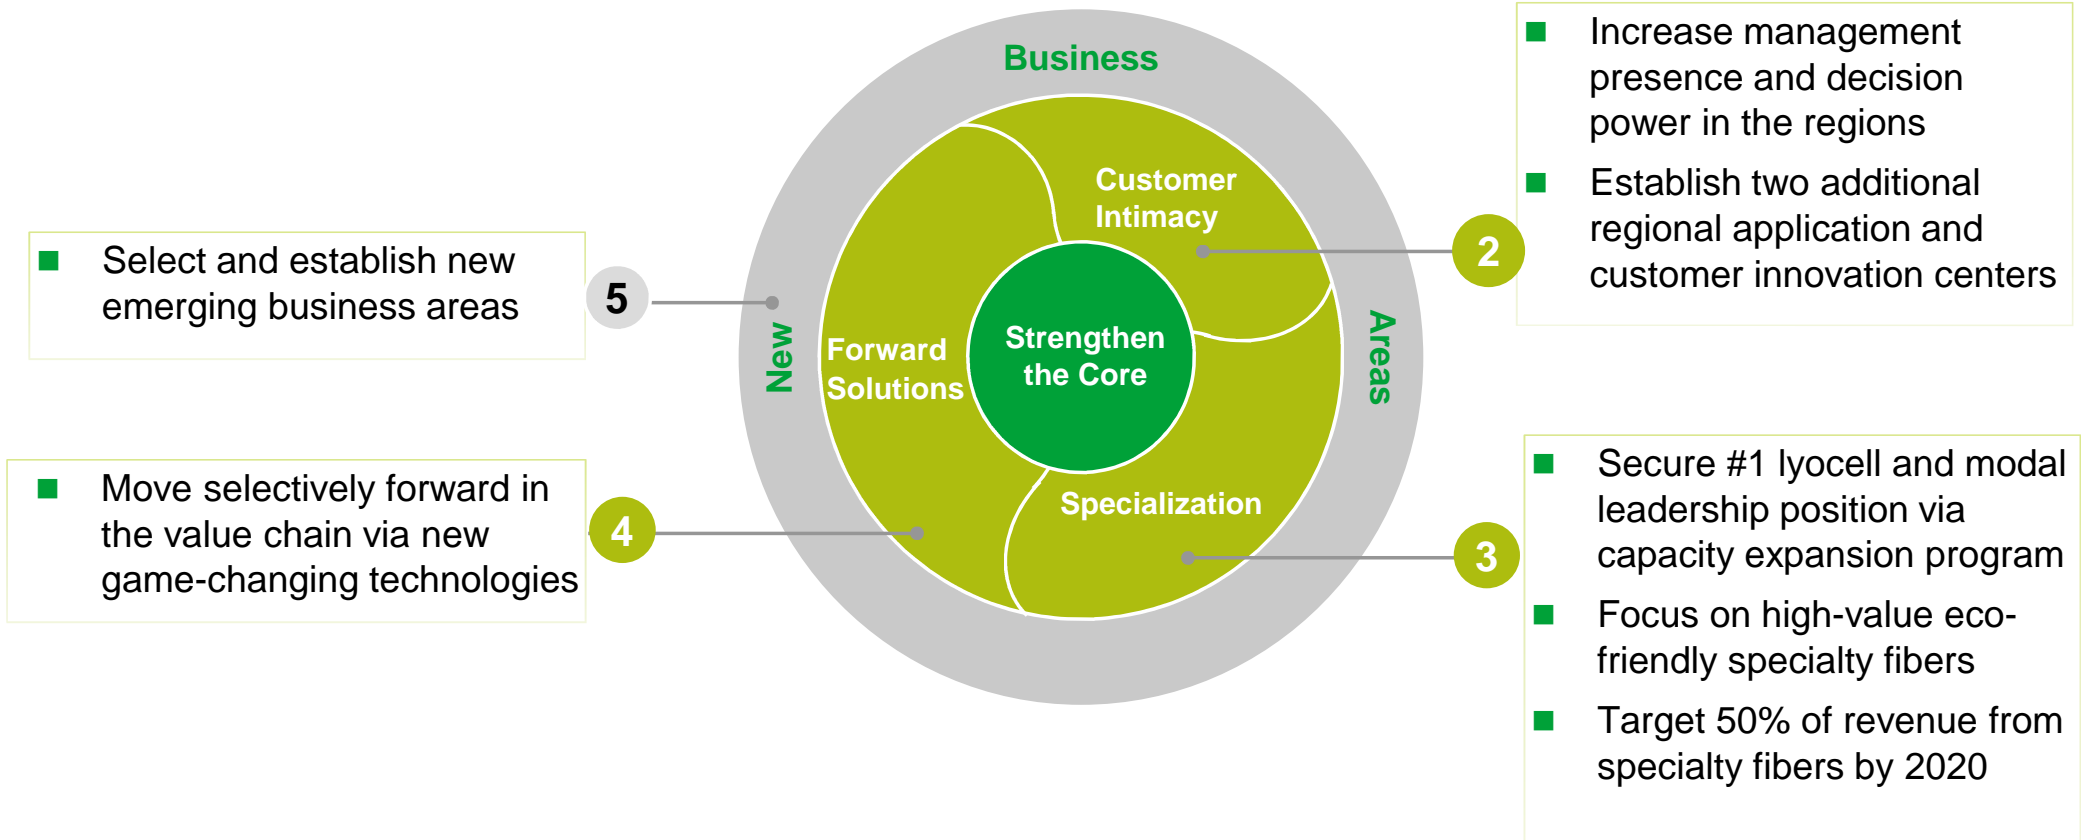 Business
New
Areas
Customer
Intimacy
Strengthen
the Core
Forward
Solutions
Specialization
2
Increase management
presence and decision
power in the regions
Establish two additional
regional application and
customer innovation centers
3
Secure #1 lyocell and modal
leadership position via
capacity expansion program
Focus on high-value eco-
friendly specialty fibers
Target 50% of revenue from
specialty fibers by 2020
4
Move selectively forward in
the value chain via new
game-changing technologies
5
Select and establish new
emerging business areas